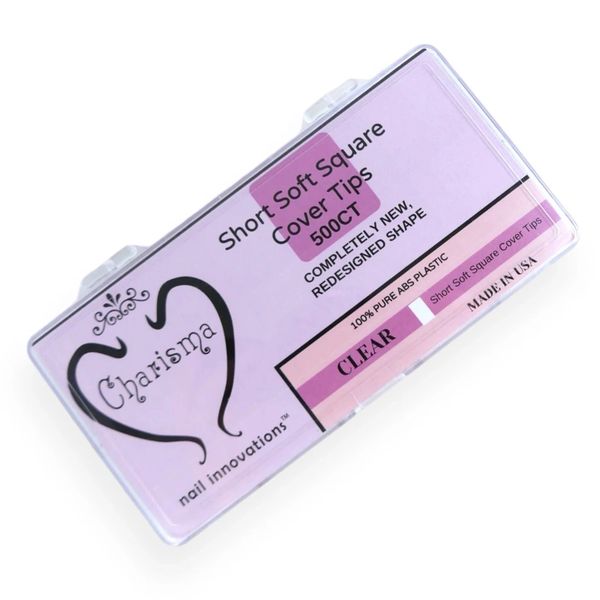 Short Soft Square
Cover Tips
500CT
COMPLETELY NEW,
REDESIGNED SHAPE
100% PURE ABS PLASTIC
CLEAR
Short Soft Square Cover Tips
MADE IN USA
Charisma
nail innovations™